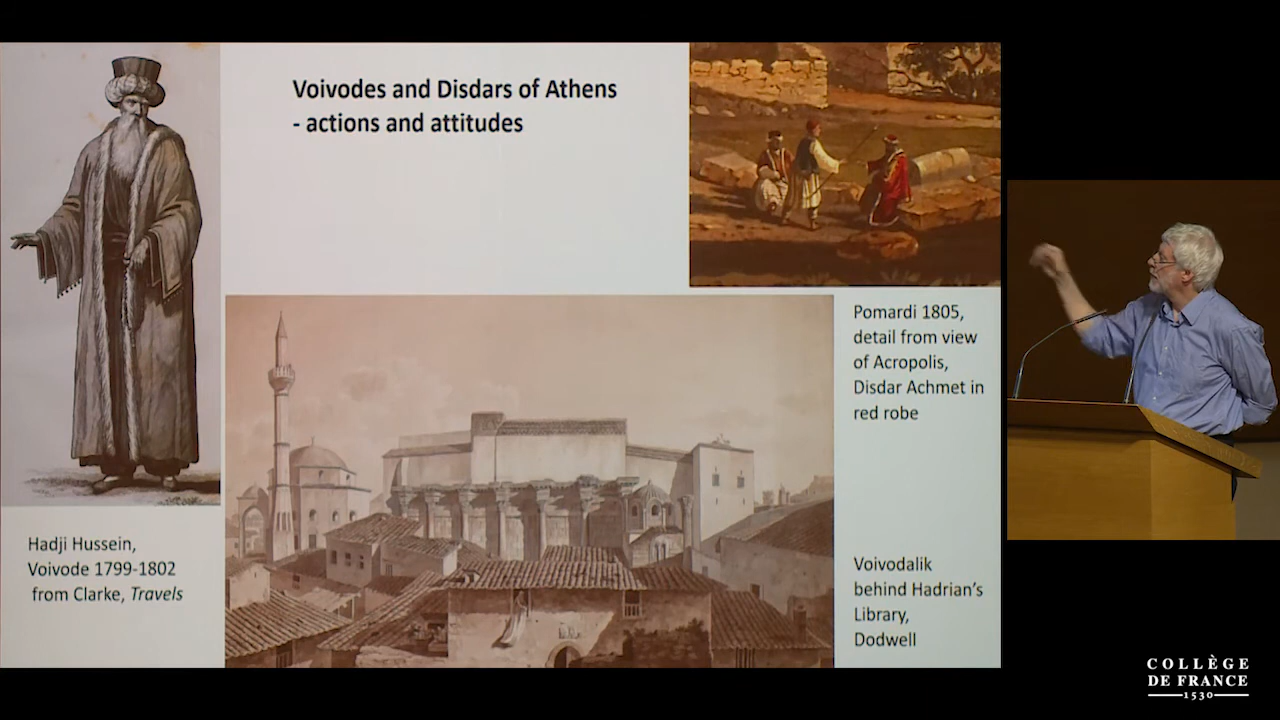 Voivodes and Disdars of Athens
- actions and attitudes
Pomardi 1805,
detail from view
of Acropolis,
Disdar Achmet in
red robe
Hadji Hussein,
Voivode 1799-1802
from Clarke, Travels
Voivodalik
behind Hadrian's
Library,
Dodwell
COLLÈGE
DE FRANCE
1530